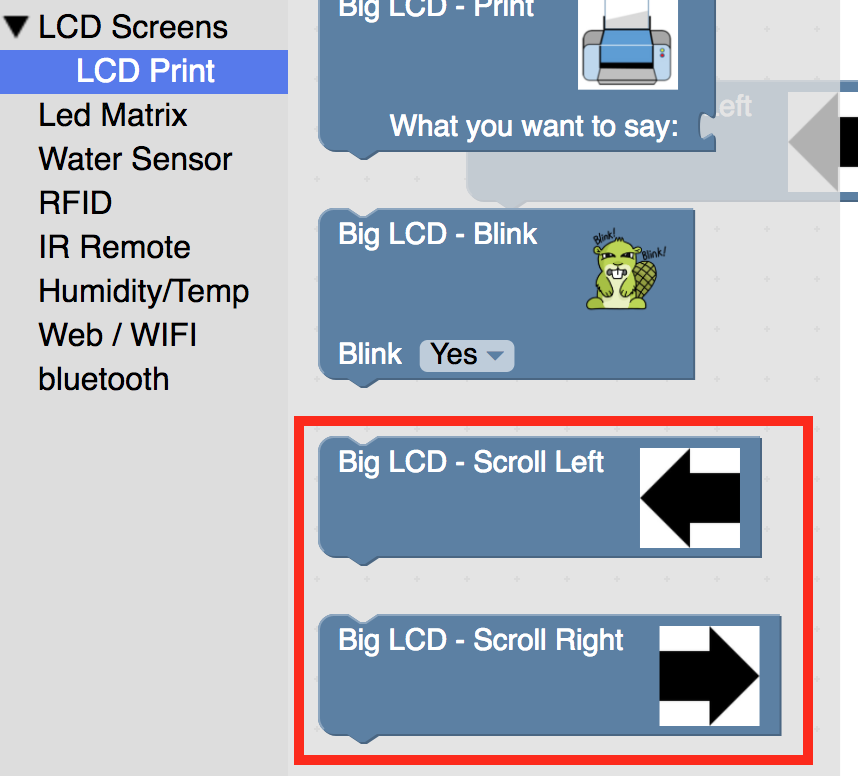 LCD Screens
LCD Print
Led Matrix
Water Sensor
RFID
IR Remote
Humidity/Temp
Web / WIFI
bluetooth
Big LCD - Print
What you want to say:
Left
Big LCD - Blink
Blink!
Blink!
Blink Yes
Big LCD - Scroll Left
Big LCD - Scroll Right